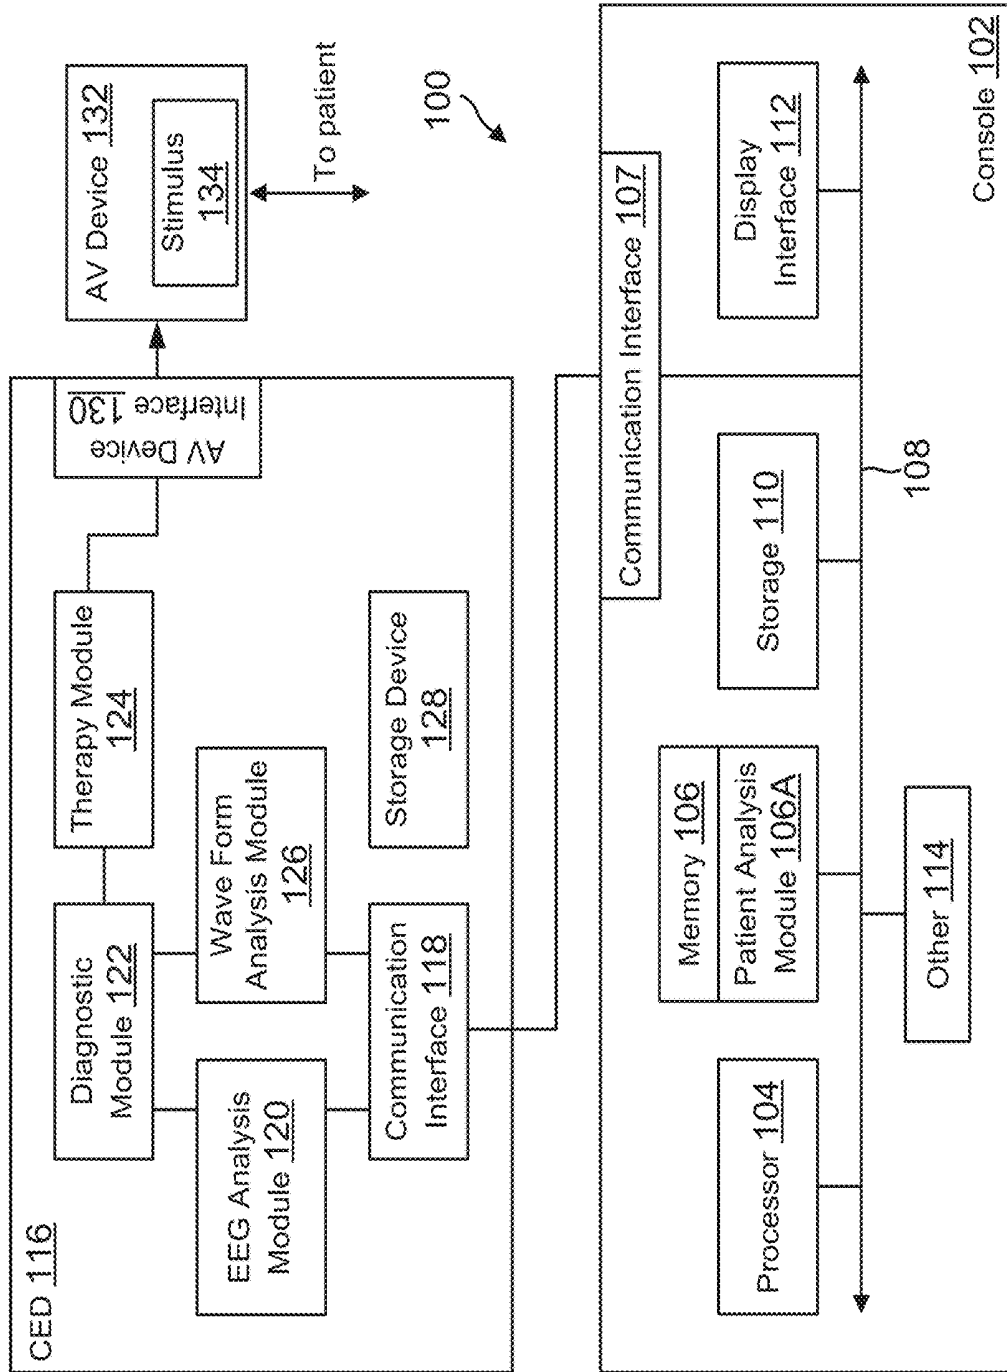 CED 116
Diagnostic
Module 122
Therapy Module
124
AV Device
Interface 130
EEG Analysis
Module 120
Wave Form
Analysis Module
126
Communication
Interface 118
Storage Device
128
AV Device 132
Stimulus
134
To patient
100
Communication Interface 107
Processor 104
Memory 106
Patient Analysis
Module 106A
Storage 110
Display
Interface 112
108
Other 114
Console 102